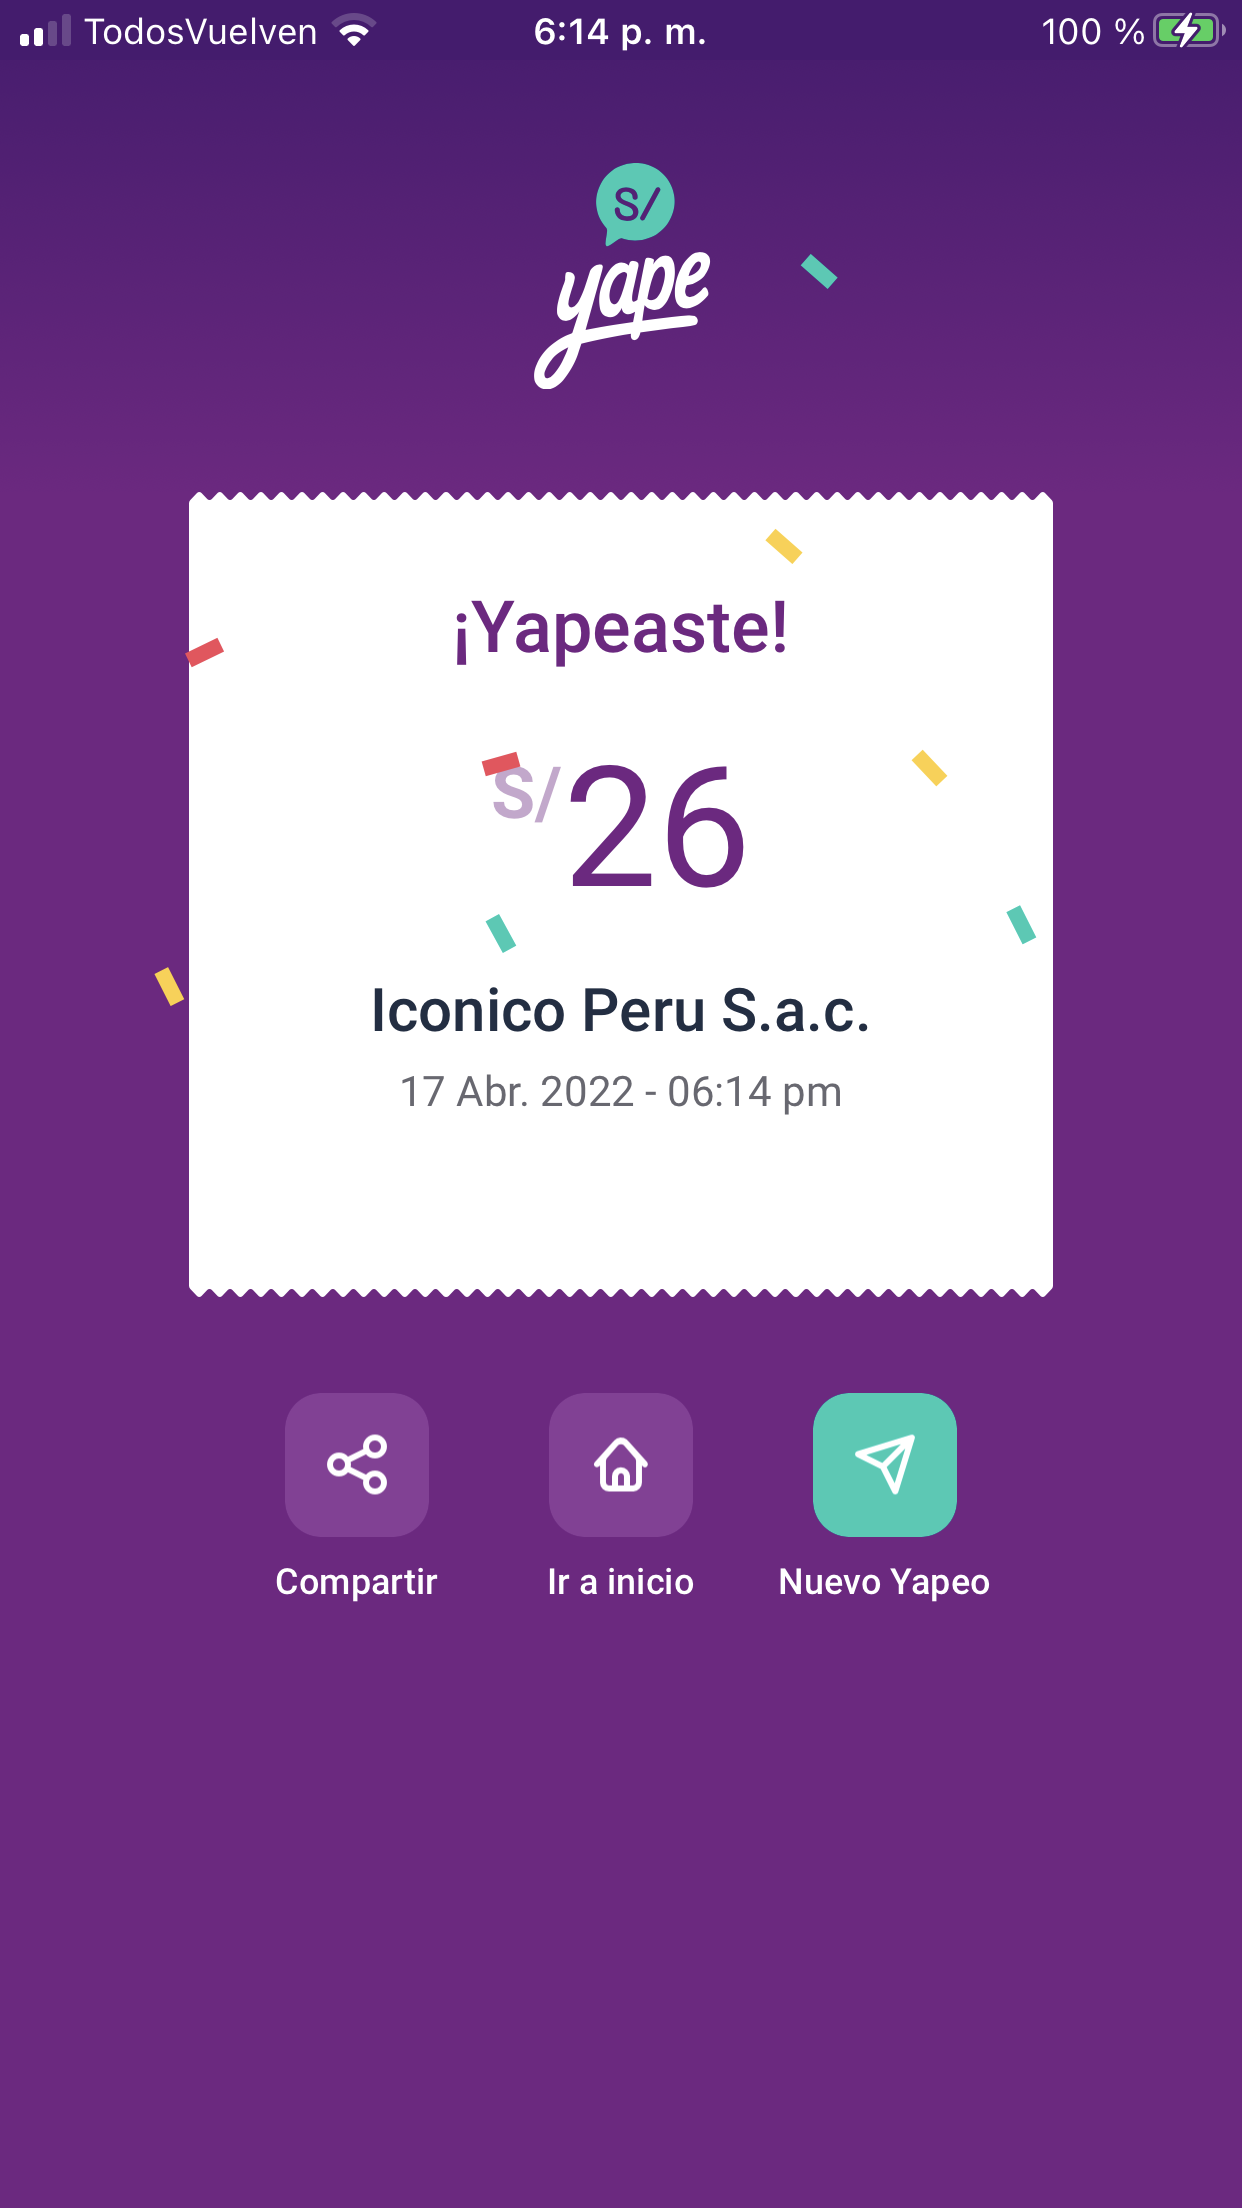 TodosVuelven 6:14 p. m. 100 %
S/
yape
¡Yapeaste!
S/26
Iconico Peru S.a.c.
17 Abr. 2022 - 06:14 pm
Compartir Ir a inicio Nuevo Yapeo